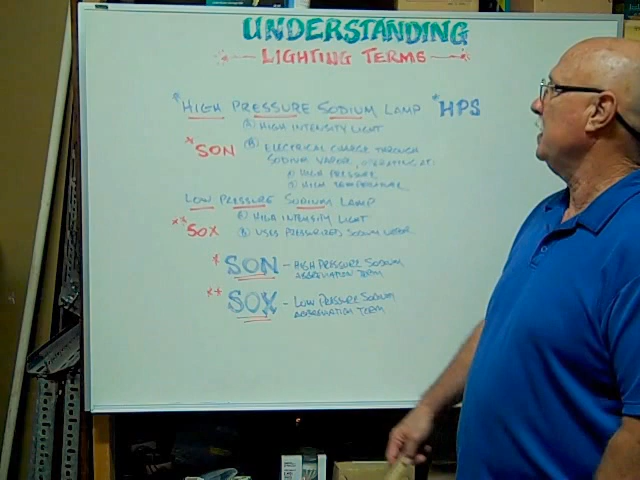 UNDERSTANDING
LIGHTING TERMS
*HIGH PRESSURE SODIUM LAMP *HPS
(A) HIGH INTENSITY LIGHT
*SON (B) ELECTRICAL CHARGE THROUGH
SODIUM VAPOR, OPERATING AT:
HIGH PRESSURE
HIGH TEMPERATURE
LOW PRESSURE SODIUM LAMP
HIGH INTENSITY LIGHT
**SOX (B) USES PRESSURIZED SODIUM VAPOR
* SON - HIGH PRESSURE SODIUM
ABBREVIATION TERM
** SOX - LOW PRESSURE SODIUM
ABBREVIATION TERM